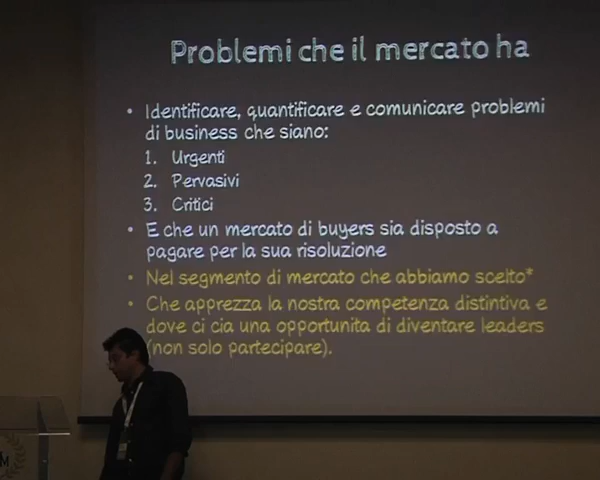 Problemi che il mercato ha
• Identificare, quantificare e comunicare problemi
di business che siano:
1. Urgenti
2. Pervasivi
3. Critici
• E che un mercato di buyers sia disposto a
pagare per la sua risoluzione
• Nel segmento di mercato che abbiamo scelto*
• Che apprezza la nostra competenza distintiva e
dove ci cia una opportunita di diventare leaders
(non solo partecipare).